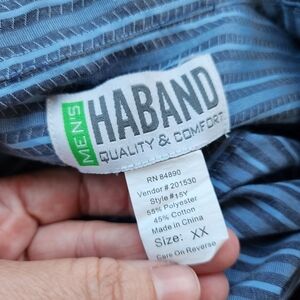 MEN'S
HABAND
QUALITY & COMFORT
RN 84890
Vendor # 201530
Style # 15Y
55% Polyester
45% Cotton
Made in China
Size: XX
Care On Reverse